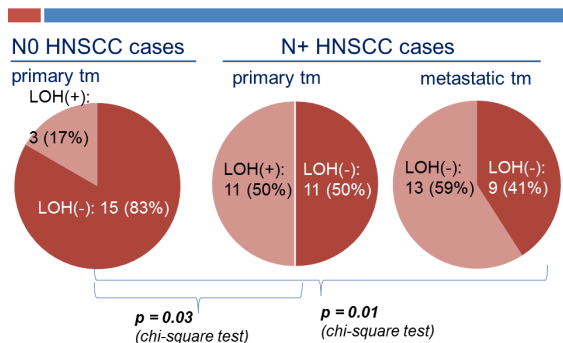 N0 HNSCC cases
primary tm
LOH(+):
3 (17%)
LOH(-): 15 (83%)
N+ HNSCC cases
primary tm
LOH(+):
11 (50%)
LOH(-):
11 (50%)
metastatic tm
LOH(-):
13 (59%)
LOH(-):
9 (41%)
p = 0.03
(chi-square test)
p = 0.01
(chi-square test)